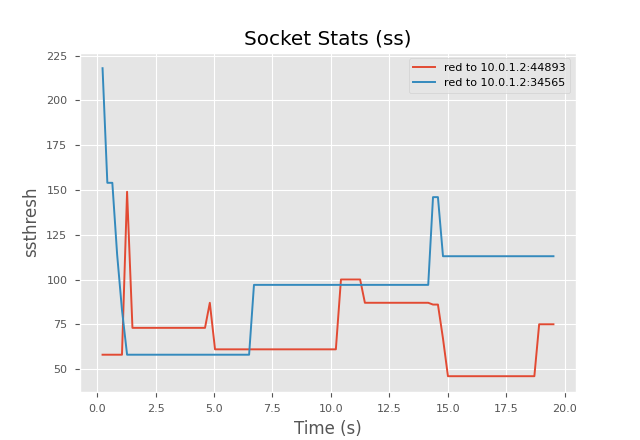 Socket Stats (ss)
red to 10.0.1.2:44893
red to 10.0.1.2:34565
225
200
175
150
125
100
75
50
ssthresh
0.0 2.5 5.0 7.5 10.0 12.5 15.0 17.5 20.0
Time (s)